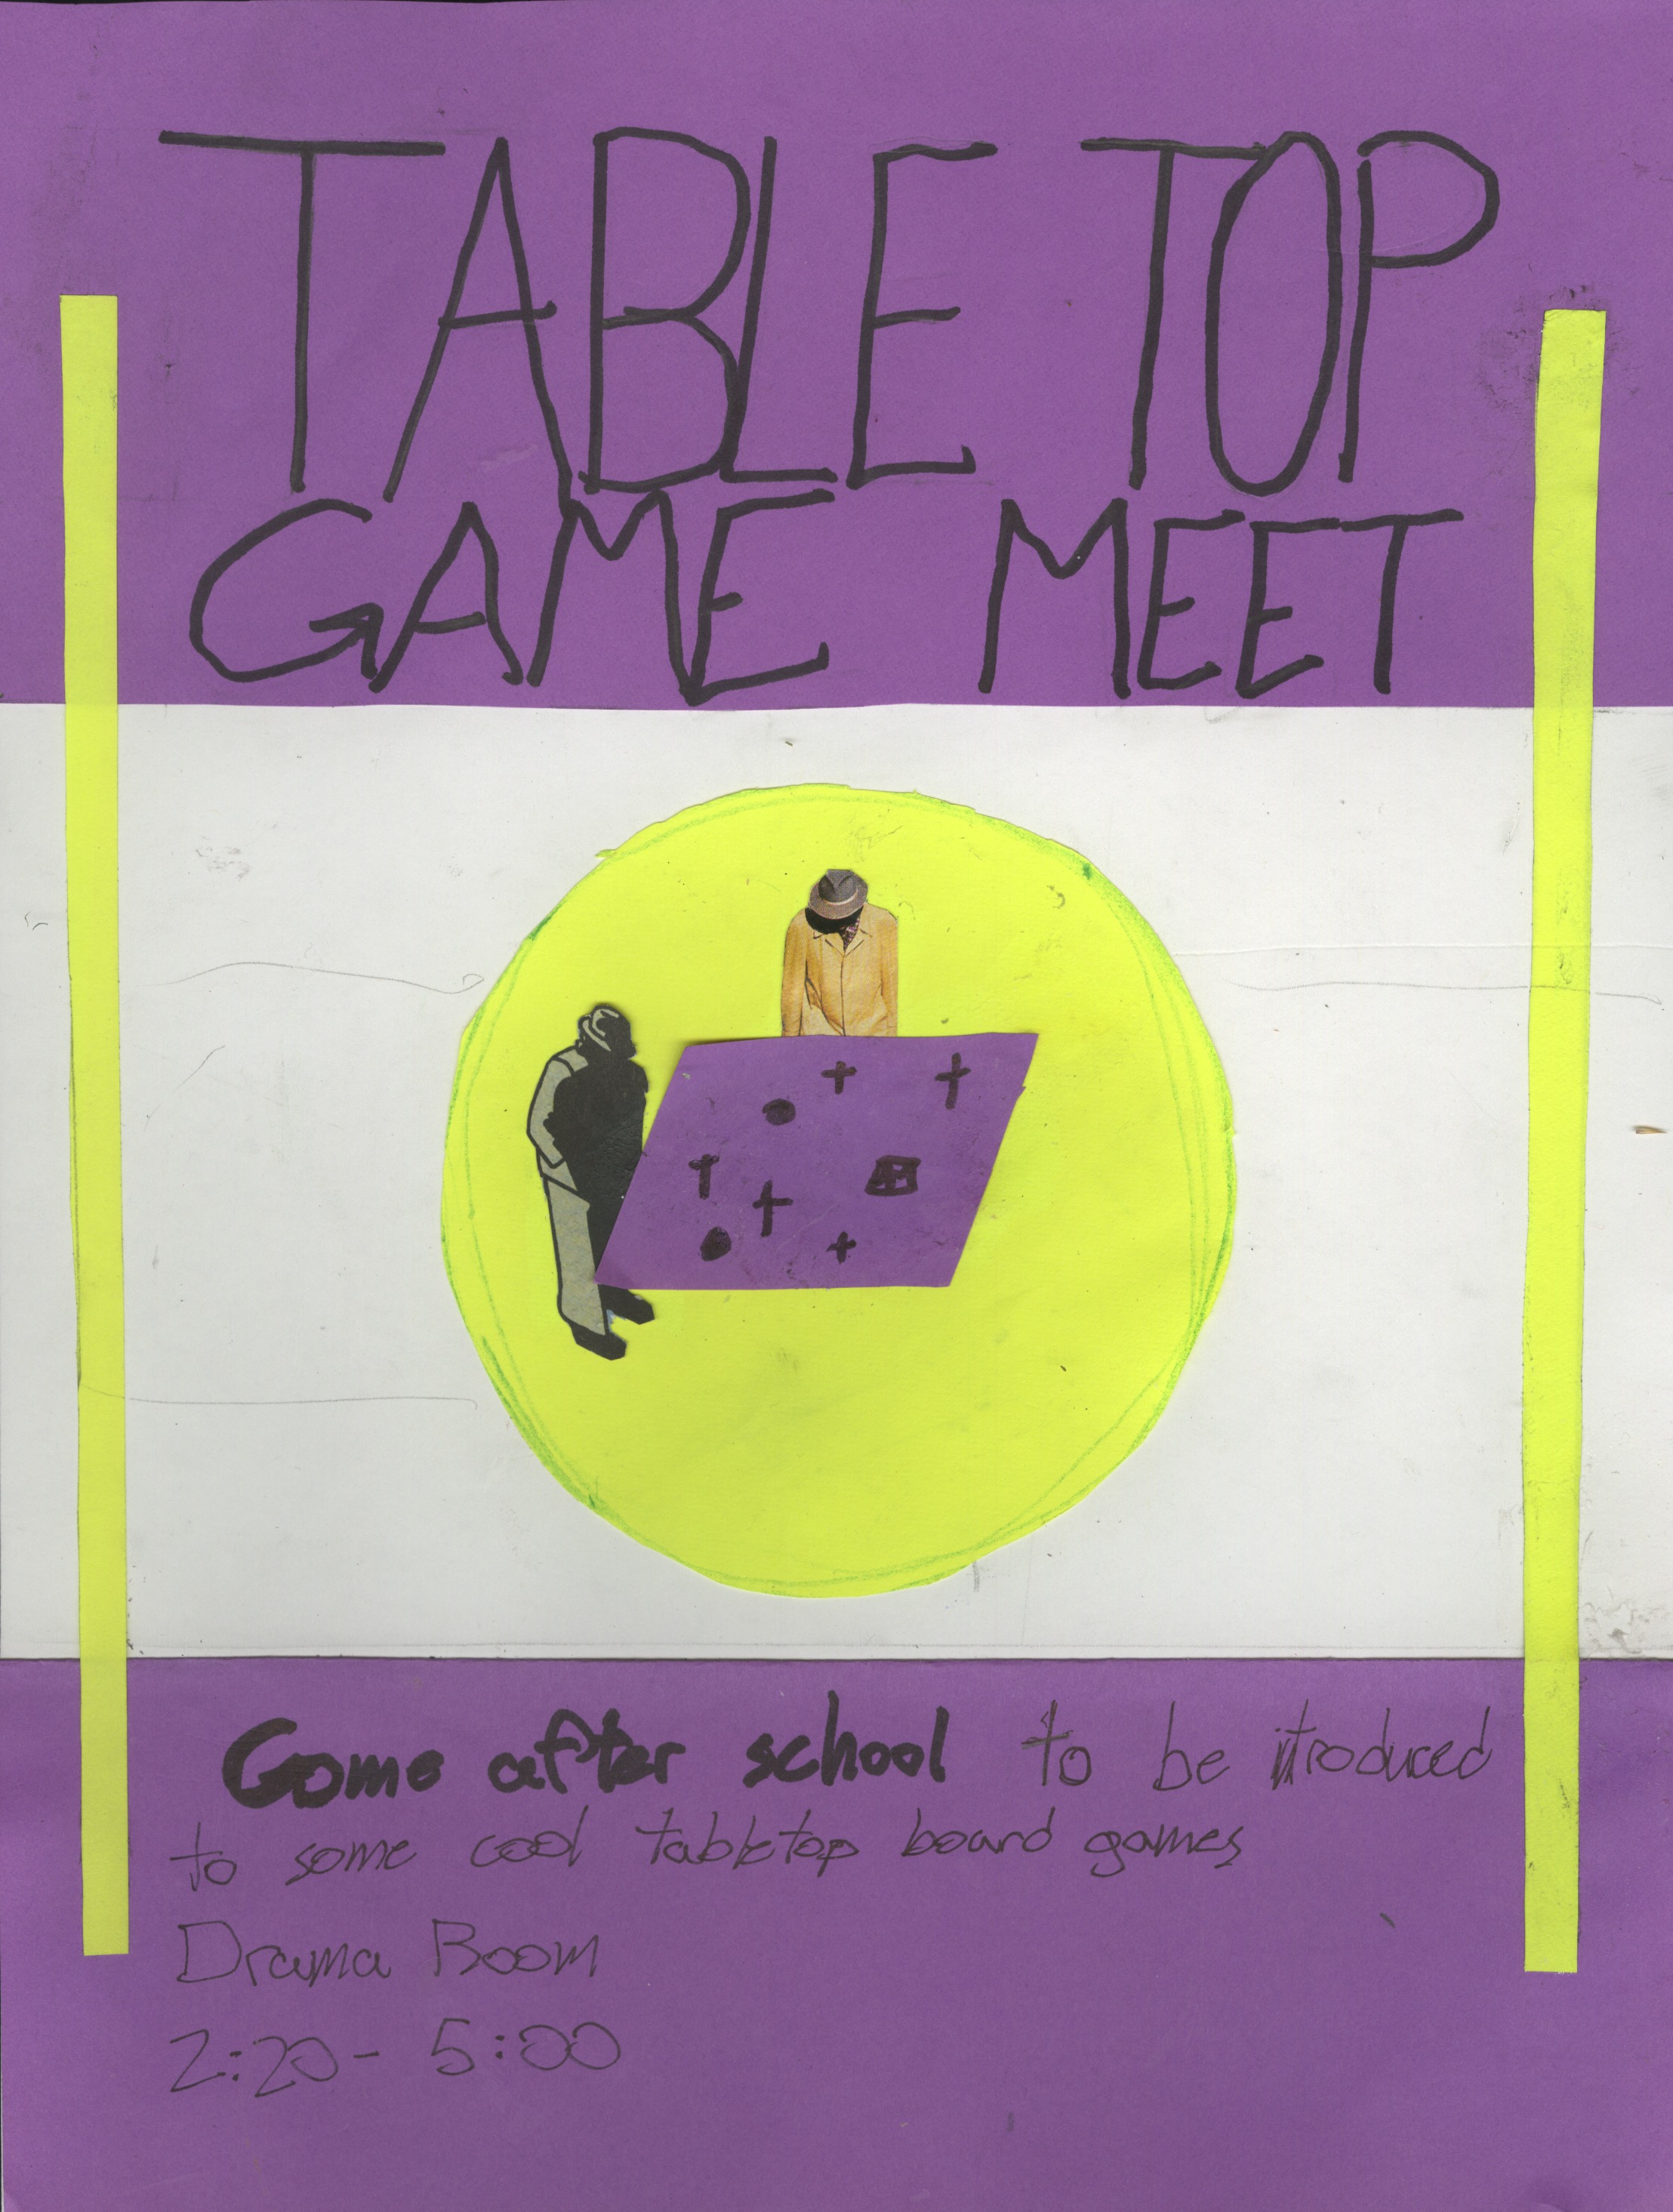 TABLE TOP
GAME MEET
Come after school to be introduced
to some cool tabletop board games
Drama Room
2:20 - 5:00